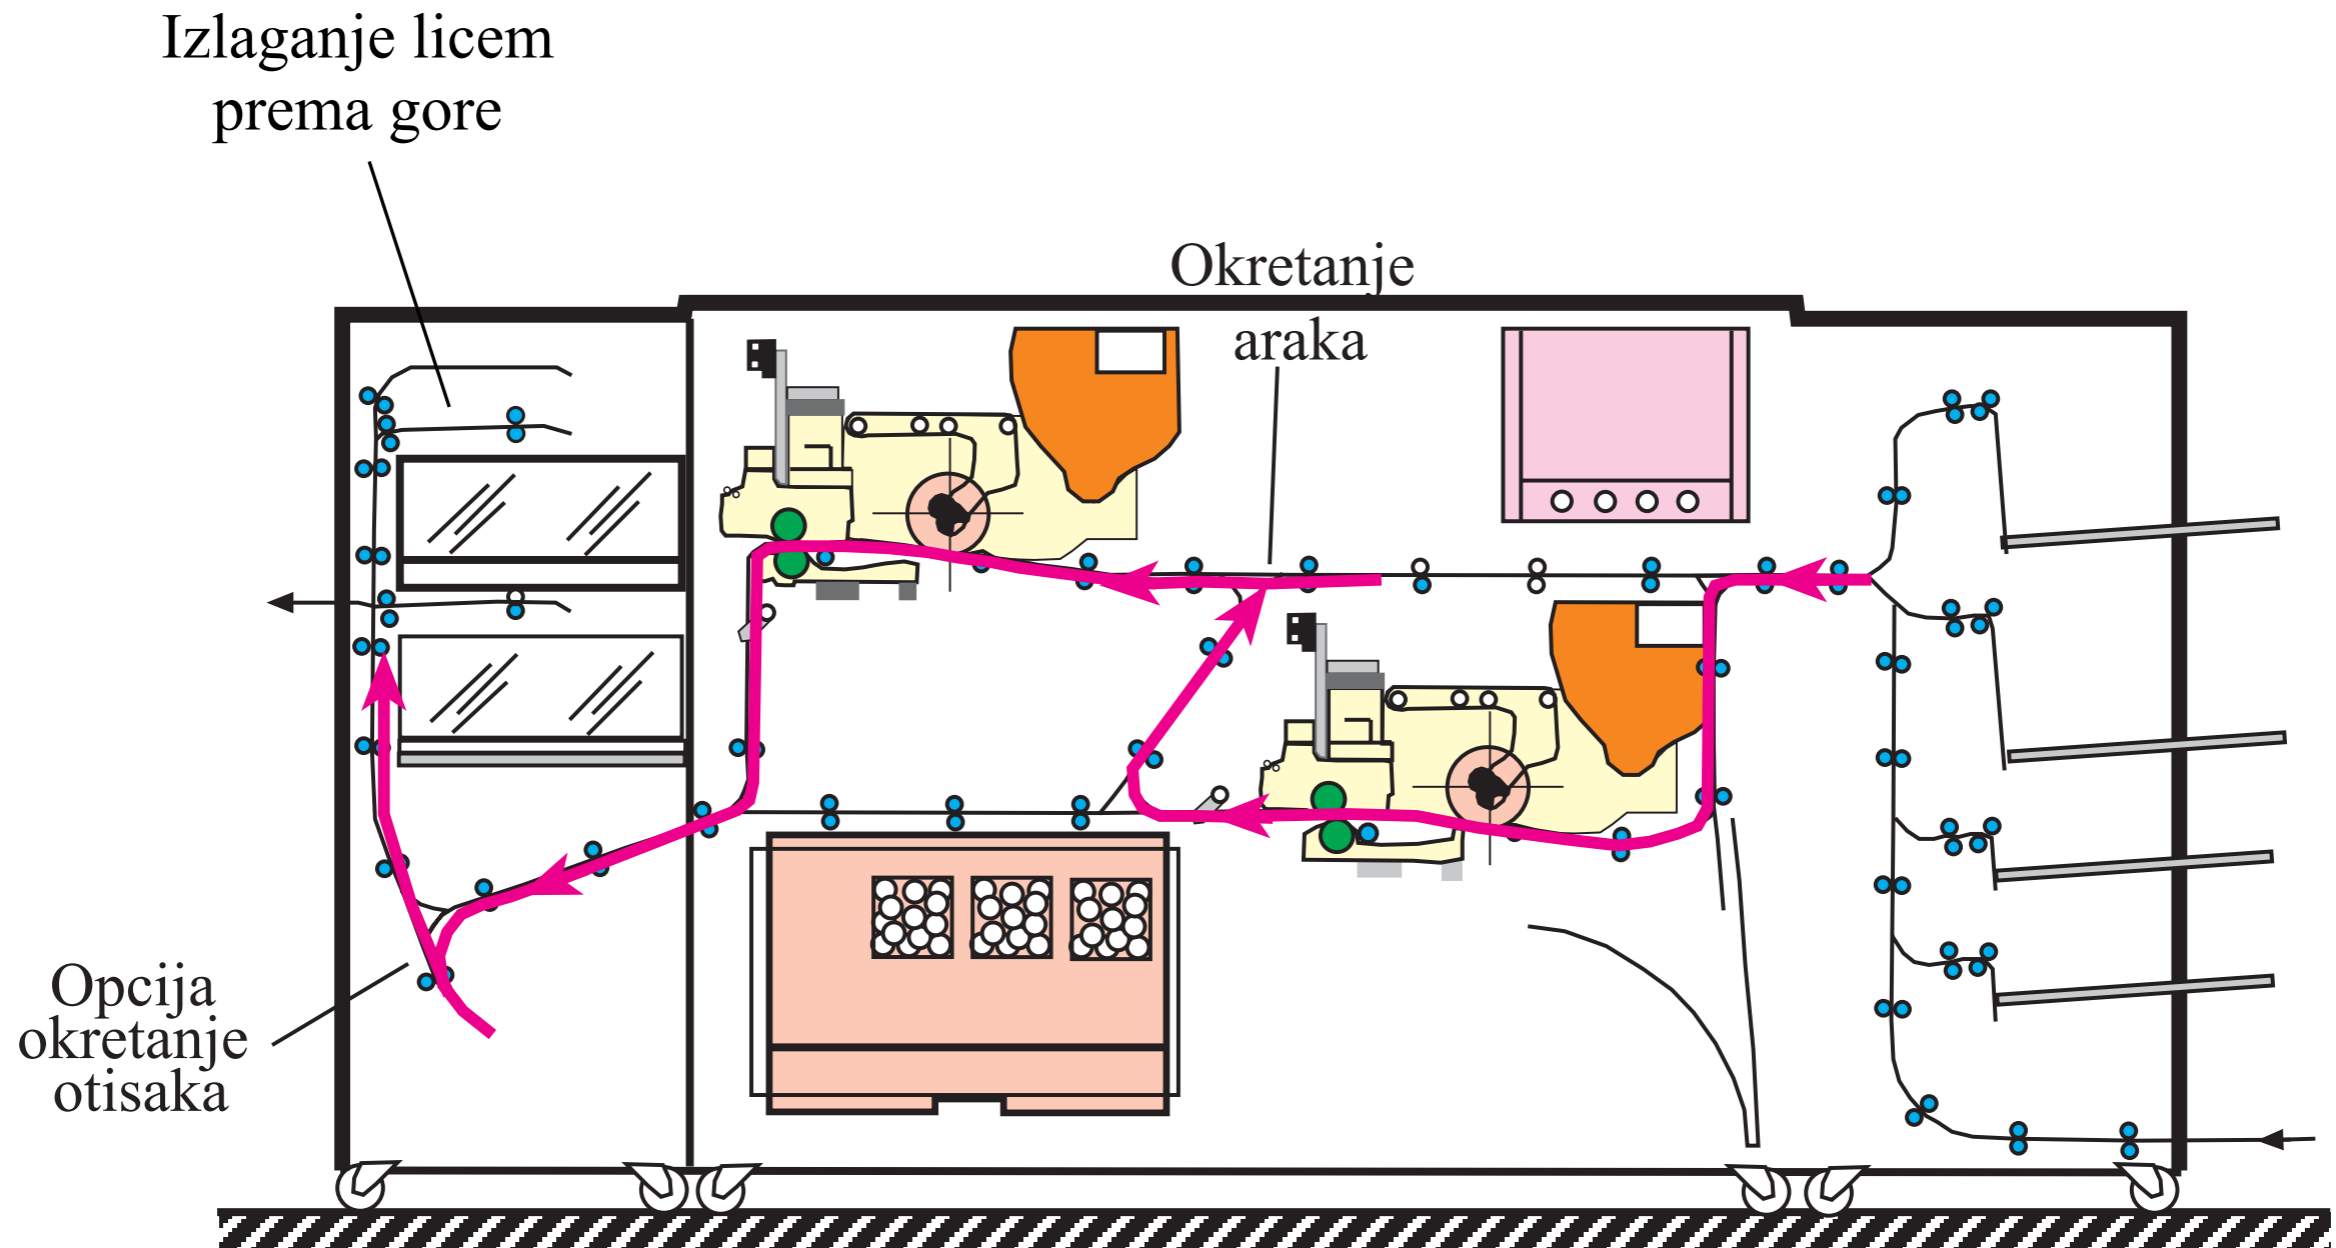 Izlaganje licem
prema gore
Okretanje
araka
Opcija
okretanje
otisaka